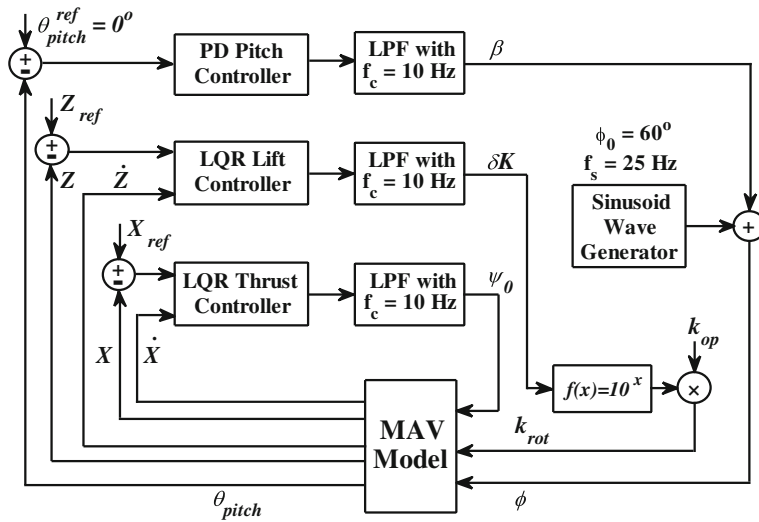 θ_pitch^ref = 0°
+
-
PD Pitch
Controller
LPF with
f_c = 10 Hz
β
Z_ref
+
-
Z
Ż
LQR Lift
Controller
LPF with
f_c = 10 Hz
δK
ϕ_0 = 60°
f_s = 25 Hz
Sinusoid
Wave
Generator
+
X_ref
+
-
X
Ẋ
LQR Thrust
Controller
LPF with
f_c = 10 Hz
ψ_0
k_op
f(x)=10^x
×
MAV
Model
k_rot
θ_pitch
ϕ